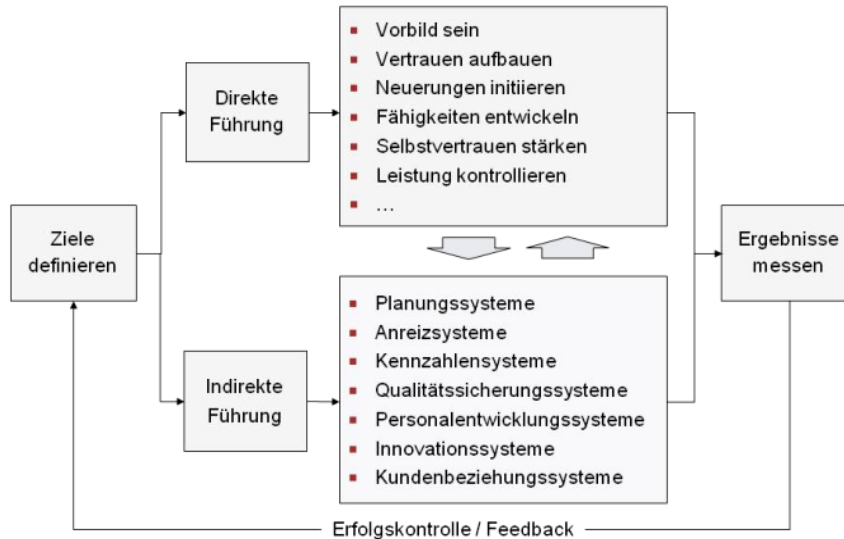 Ziele
definieren
Direkte
Führung
Vorbild sein
Vertrauen aufbauen
Neuerungen initiieren
Fähigkeiten entwickeln
Selbstvertrauen stärken
Leistung kontrollieren
…
Indirekte
Führung
Planungssysteme
Anreizsysteme
Kennzahlensysteme
Qualitätssicherungssysteme
Personalentwicklungssysteme
Innovationssysteme
Kundenbeziehungssysteme
Ergebnisse
messen
Erfolgskontrolle / Feedback